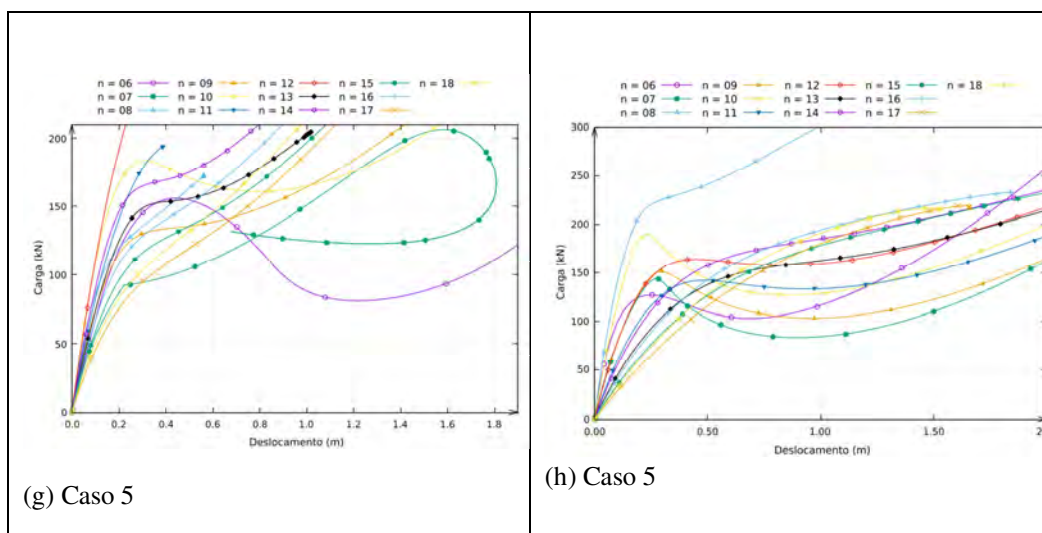 n = 06 n = 09 n = 12 n = 15 n = 18
n = 07 n = 10 n = 13 n = 16
n = 08 n = 11 n = 14 n = 17
200
150
100
50
0
Carga (kN)
0.0 0.2 0.4 0.6 0.8 1.0 1.2 1.4 1.6 1.8
Deslocamento (m)
(g) Caso 5
n = 06 n = 09 n = 12 n = 15 n = 18
n = 07 n = 10 n = 13 n = 16
n = 08 n = 11 n = 14 n = 17
300
250
200
150
100
50
0
Carga (kN)
0.00 0.50 1.00 1.50 2
Deslocamento (m)
(h) Caso 5